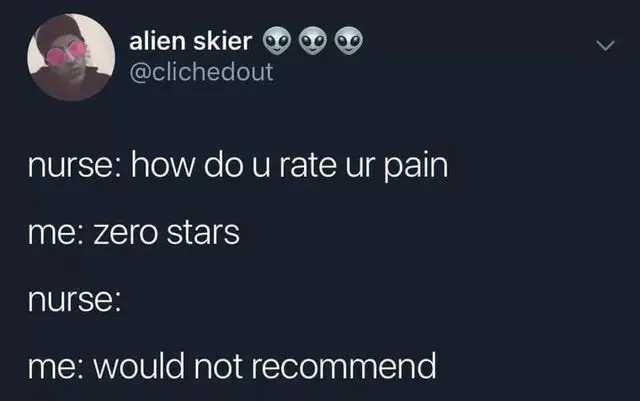 alien skier 👽 👽 👽
@clichedout
nurse: how do u rate ur pain
me: zero stars
nurse:
me: would not recommend